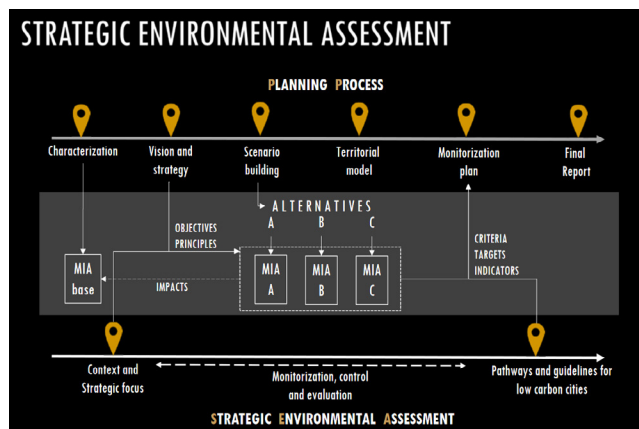 STRATEGIC ENVIRONMENTAL ASSESSMENT
PLANNING PROCESS
Characterization
Vision and
strategy
Scenario
building
Territorial
model
Monitorization
plan
Final
Report
ALTERNATIVES
A B C
OBJECTIVES
PRINCIPLES
CRITERIA
TARGETS
INDICATORS
MIA
base
IMPACTS
MIA
A
MIA
B
MIA
C
Context and
Strategic focus
Monitorization, control
and evaluation
Pathways and guidelines for
low carbon cities
STRATEGIC ENVIRONMENTAL ASSESSMENT